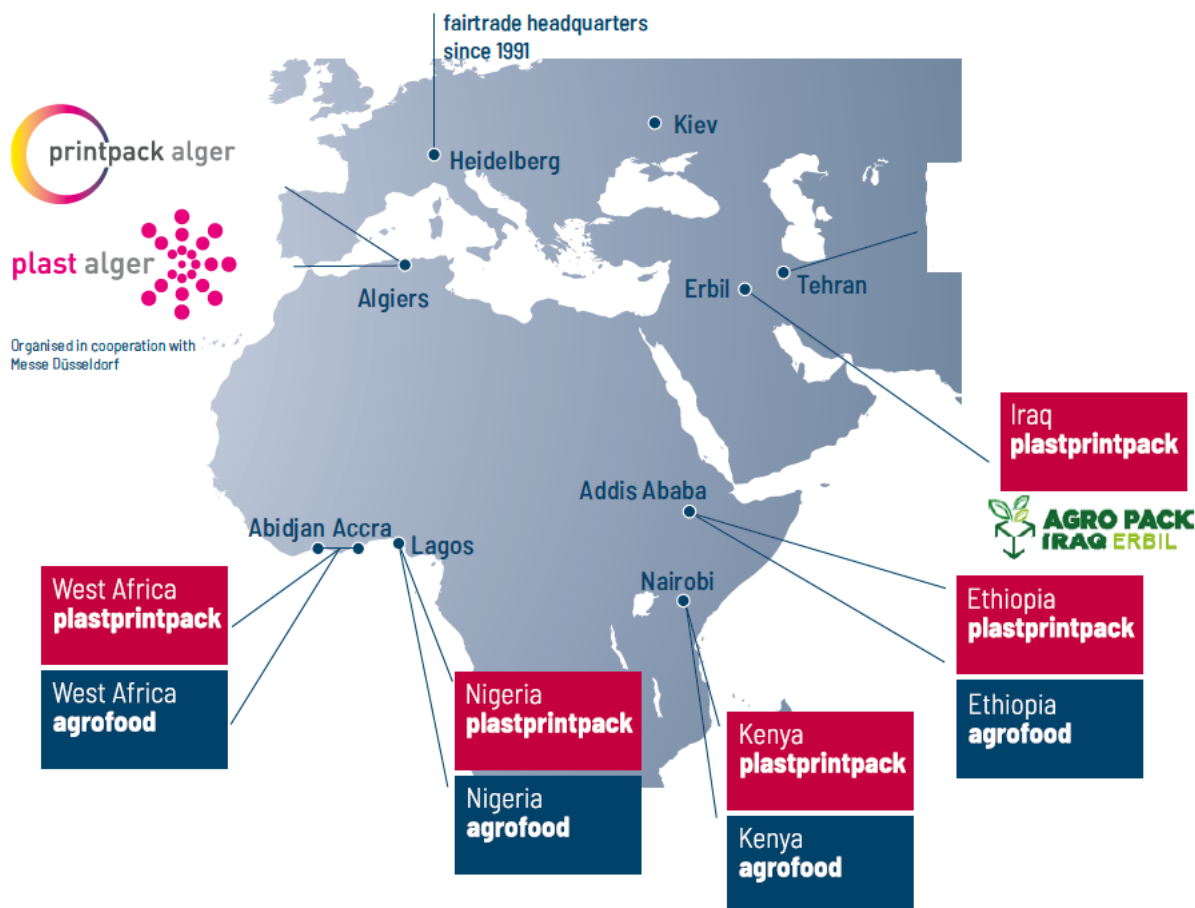 fairtrade headquarters
since 1991
Kiev
printpack alger
Heidelberg
plast alger
Algiers
Erbil
Tehran
Organised in cooperation with
Messe Düsseldorf
Iraq
plastprintpack
AGRO PACK
IRAQ ERBIL
Addis Ababa
Abidjan Accra
Lagos
Nairobi
West Africa
plastprintpack
West Africa
agrofood
Nigeria
plastprintpack
Nigeria
agrofood
Kenya
plastprintpack
Kenya
agrofood
Ethiopia
plastprintpack
Ethiopia
agrofood